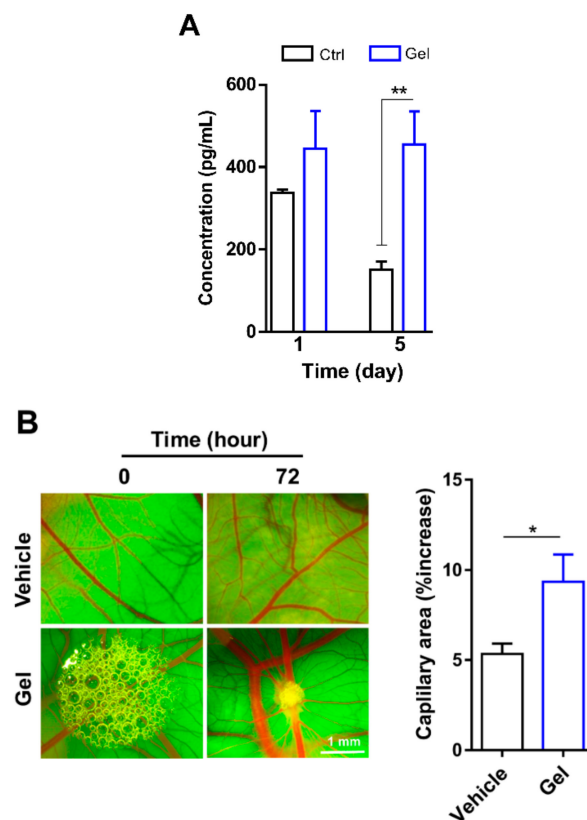 A
Ctrl
Gel
Concentration (pg/mL)
600
400
200
0
**
1
5
Time (day)
B
Time (hour)
0
72
Vehicle
Gel
1 mm
Caplilary area (%increase)
15
10
5
0
*
Vehicle
Gel